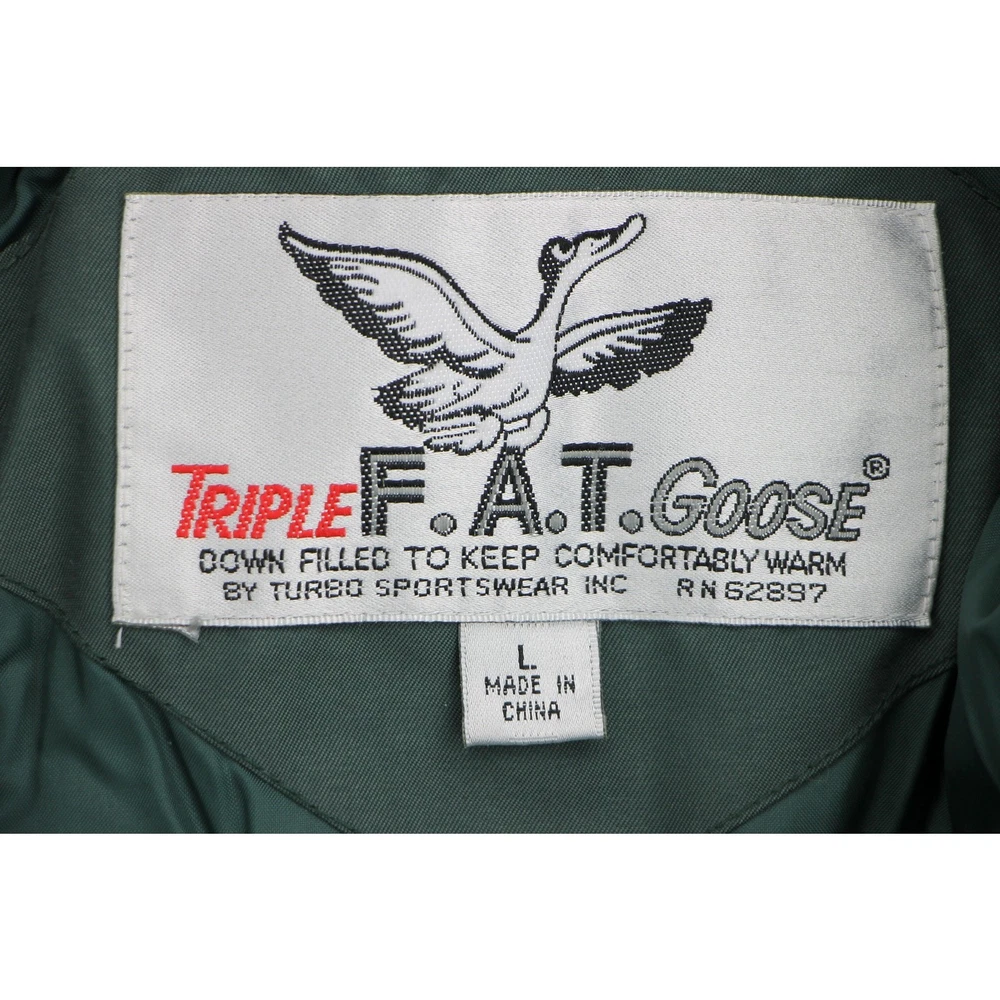 TRIPLE F.A.T. GOOSE®
DOWN FILLED TO KEEP COMFORTABLY WARM
BY TURBO SPORTSWEAR INC RN 62897
L
MADE IN
CHINA